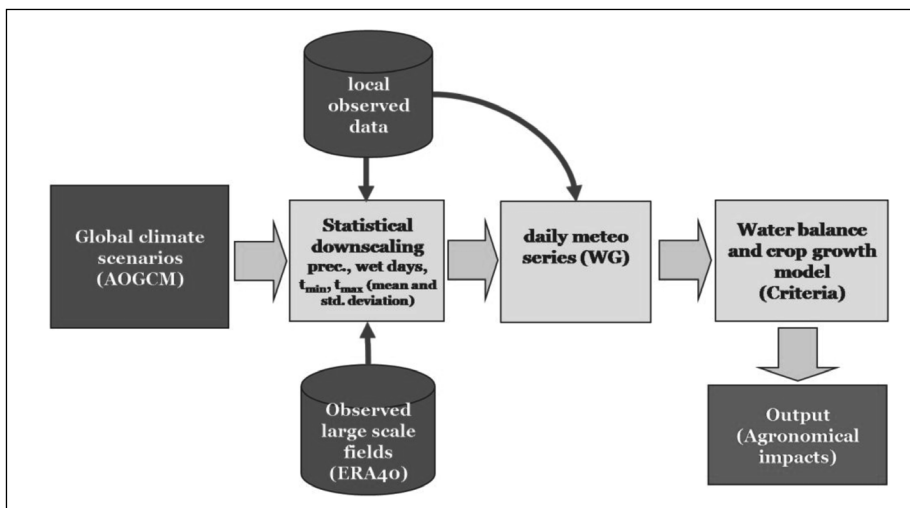 local
observed
data
Global climate
scenarios
(AOGCM)
Statistical
downscaling
prec., wet days,
tmin, tmax (mean and
std. deviation)
daily meteo
series (WG)
Water balance
and crop growth
model
(Criteria)
Observed
large scale
fields
(ERA40)
Output
(Agronomical
impacts)